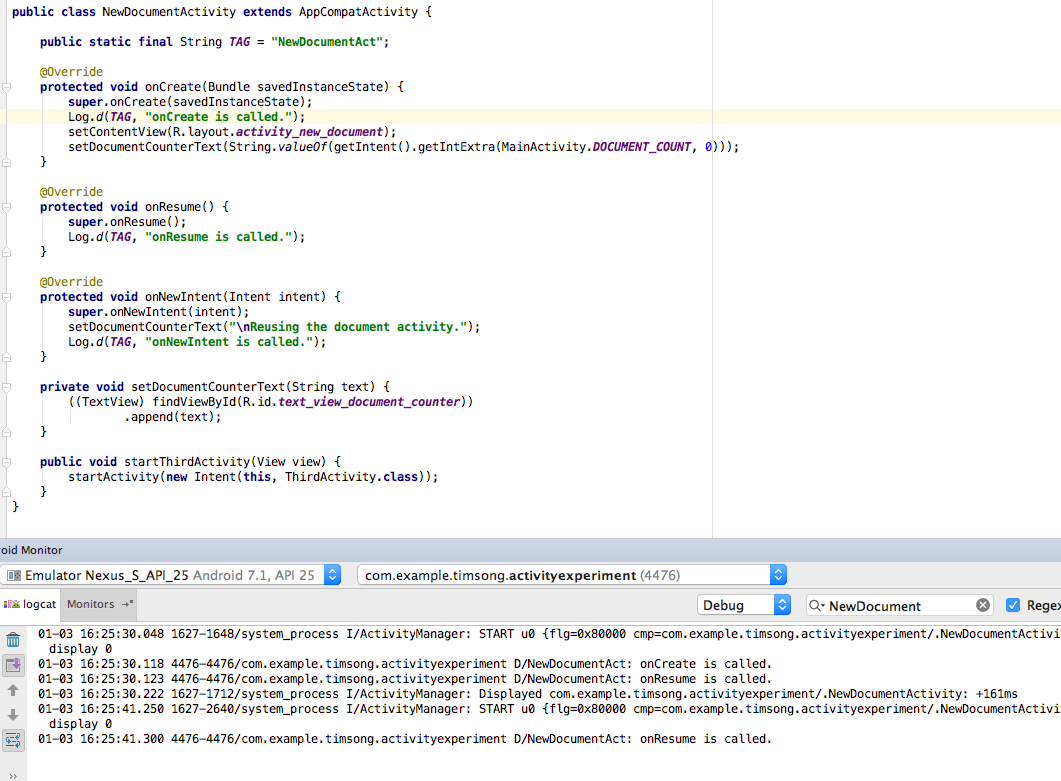 public class NewDocumentActivity extends AppCompatActivity {
public static final String TAG = "NewDocumentAct";
@Override
protected void onCreate(Bundle savedInstanceState) {
super.onCreate(savedInstanceState);
Log.d(TAG, "onCreate is called.");
setContentView(R.layout.activity_new_document);
setDocumentCounterText(String.valueOf(getIntent().getIntExtra(MainActivity.DOCUMENT_COUNT, 0)));
}
@Override
protected void onResume() {
super.onResume();
Log.d(TAG, "onResume is called.");
}
@Override
protected void onNewIntent(Intent intent) {
super.onNewIntent(intent);
setDocumentCounterText("\nReusing the document activity.");
Log.d(TAG, "onNewIntent is called.");
}
private void setDocumentCounterText(String text) {
((TextView) findViewById(R.id.text_view_document_counter))
.append(text);
}
public void startThirdActivity(View view) {
startActivity(new Intent(this, ThirdActivity.class));
}
}
oid Monitor
Emulator Nexus_S_API_25 Android 7.1, API 25 com.example.timsong.activityexperiment (4476)
logcat Monitors Debug NewDocument Regex
01-03 16:25:30.048 1627-1648/system_process I/ActivityManager: START u0 {flg=0x80000 cmp=com.example.timsong.activityexperiment/.NewDocumentActivi
display 0
01-03 16:25:30.118 4476-4476/com.example.timsong.activityexperiment D/NewDocumentAct: onCreate is called.
01-03 16:25:30.123 4476-4476/com.example.timsong.activityexperiment D/NewDocumentAct: onResume is called.
01-03 16:25:30.222 1627-1712/system_process I/ActivityManager: Displayed com.example.timsong.activityexperiment/.NewDocumentActivity: +161ms
01-03 16:25:41.250 1627-2640/system_process I/ActivityManager: START u0 {flg=0x80000 cmp=com.example.timsong.activityexperiment/.NewDocumentActivi
display 0
01-03 16:25:41.300 4476-4476/com.example.timsong.activityexperiment D/NewDocumentAct: onResume is called.